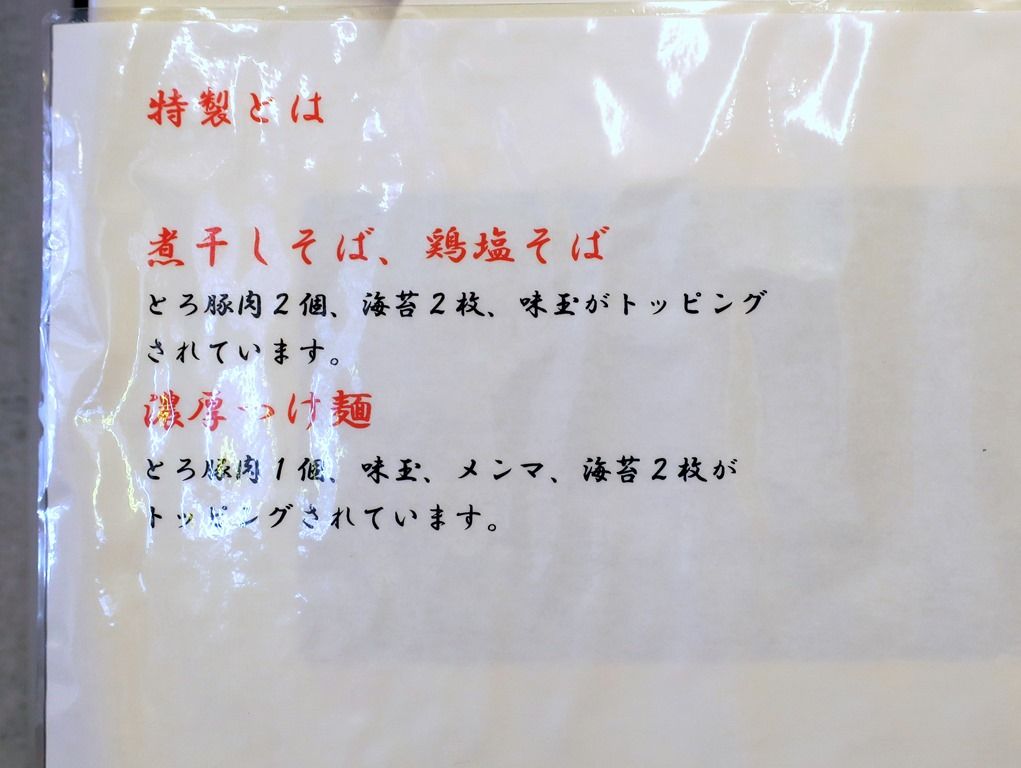 特製とは
煮干しそば、鶏塩そば
とろ豚肉2個、海苔2枚、味玉がトッピング
されています。
濃厚つけ麺
とろ豚肉1個、味玉、メンマ、海苔2枚が
トッピングされています。